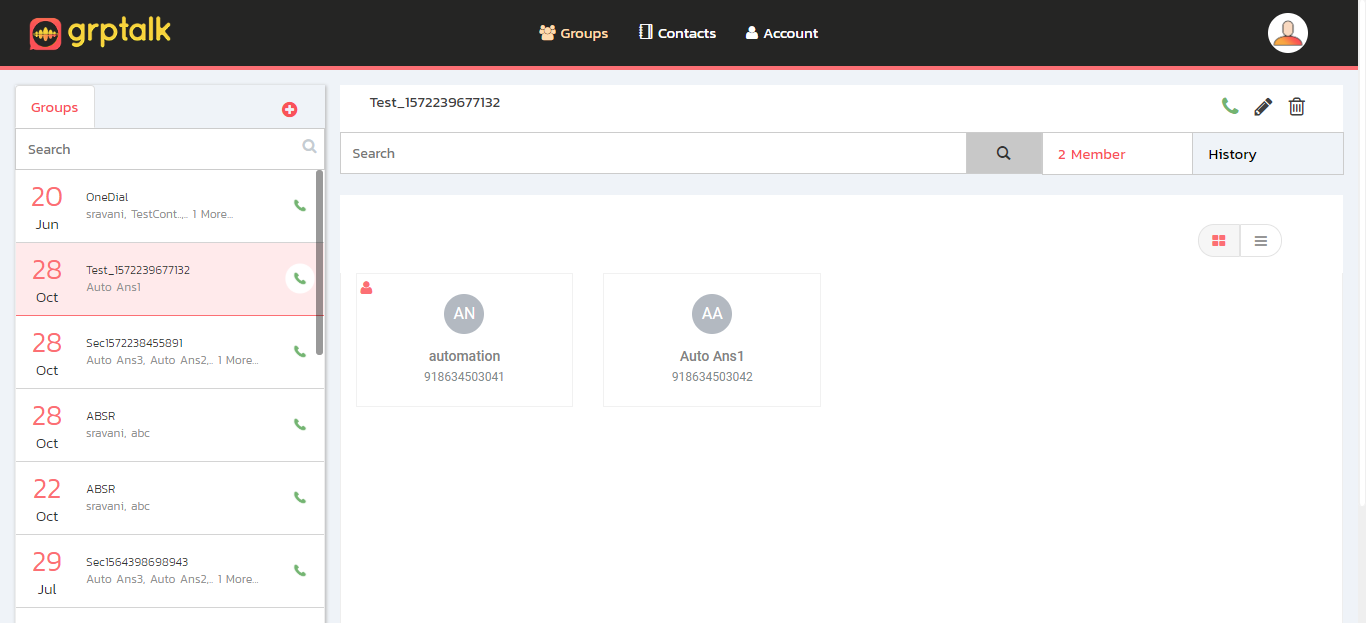 grptalk
Groups
Contacts
Account
Groups
Search
20
Jun
OneDial
sravani, TestCont..,.. 1 More...
28
Oct
Test_1572239677132
Auto Ans1
28
Oct
Sec1572238455891
Auto Ans3, Auto Ans2,.. 1 More...
28
Oct
ABSR
sravani, abc
22
Oct
ABSR
sravani, abc
29
Jul
Sec1564398698943
Auto Ans3, Auto Ans2,.. 1 More...
Test_1572239677132
Search
2 Member
History
AN
automation
918634503041
AA
Auto Ans1
918634503042